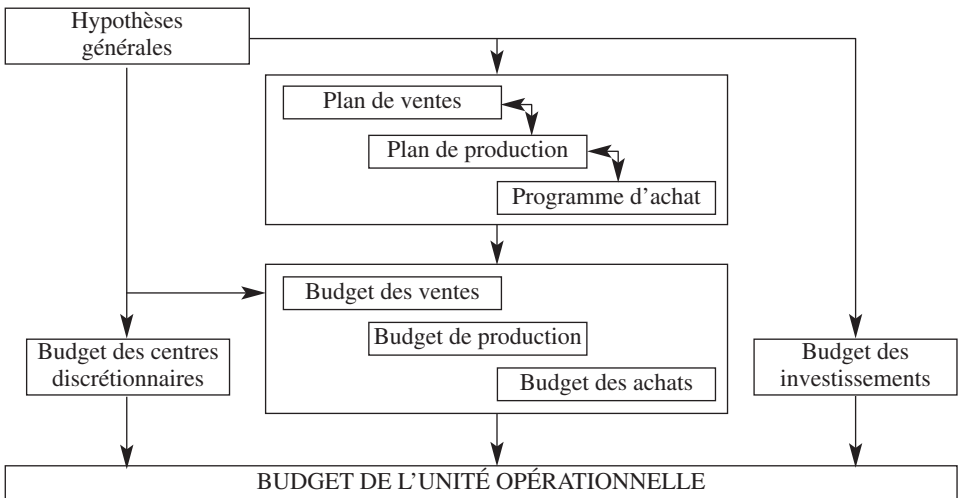 Hypothèses
générales
Plan de ventes
Plan de production
Programme d'achat
Budget des ventes
Budget de production
Budget des achats
Budget des centres
discrétionnaires
Budget des
investissements
BUDGET DE L'UNITÉ OPÉRATIONNELLE